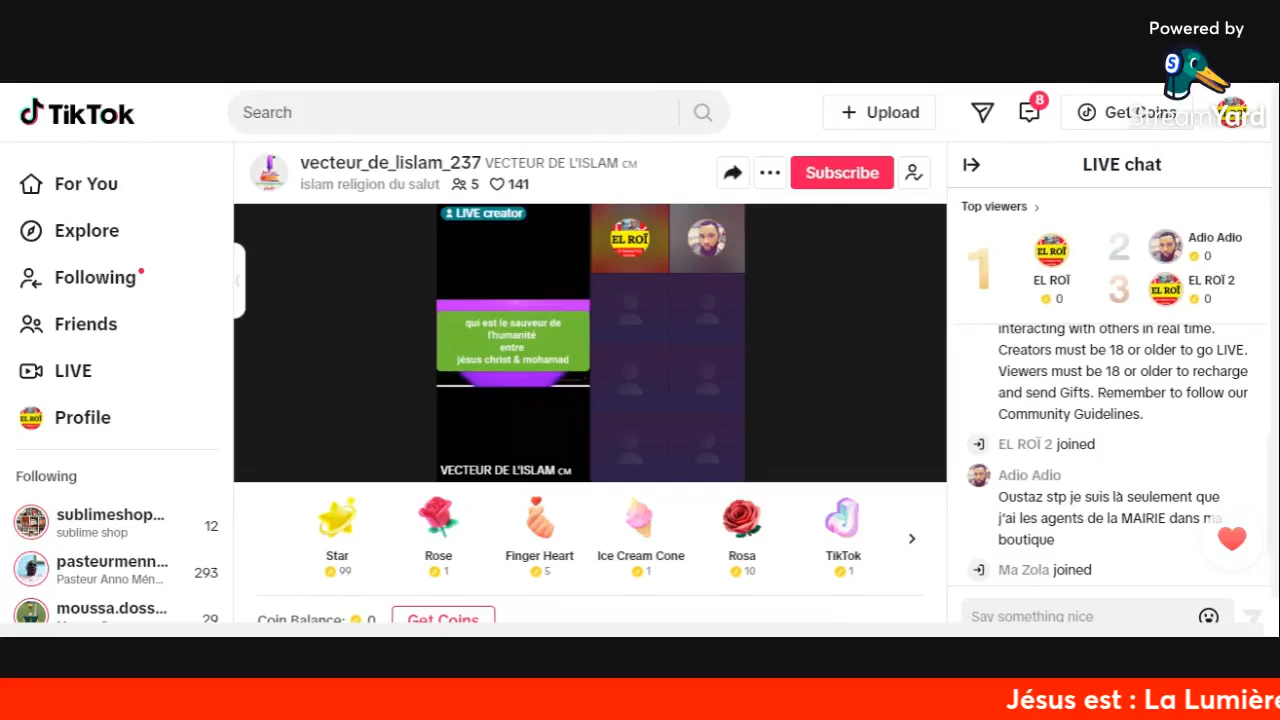 Powered by
StreamYard
TikTok
Search
Upload
8
Get Coins
For You
Explore
Following
Friends
LIVE
Profile
Following
sublimeshop...
sublime shop
12
pasteurmenn...
Pasteur Anno Mén...
293
moussa.doss...
29
vecteur_de_lislam_237 VECTEUR DE L'ISLAM CM
islam religion du salut 5 141
Subscribe
LIVE creator
qui est le sauveur de
l'humanité
entre
jésus christ & mohamad
VECTEUR DE L'ISLAM CM
EL ROÏ
Star
99
Rose
1
Finger Heart
5
Ice Cream Cone
1
Rosa
10
TikTok
1
Coin Balance: 0 Get Coins
LIVE chat
Top viewers
1
EL ROÏ
EL ROÏ
0
2
Adio Adio
0
3
EL ROÏ
EL ROÏ 2
0
interacting with others in real time.
Creators must be 18 or older to go LIVE.
Viewers must be 18 or older to recharge
and send Gifts. Remember to follow our
Community Guidelines.
EL ROÏ 2 joined
Adio Adio
Oustaz stp je suis là seulement que
j'ai les agents de la MAIRIE dans ma
boutique
Ma Zola joined
Say something nice
Jésus est : La Lumière